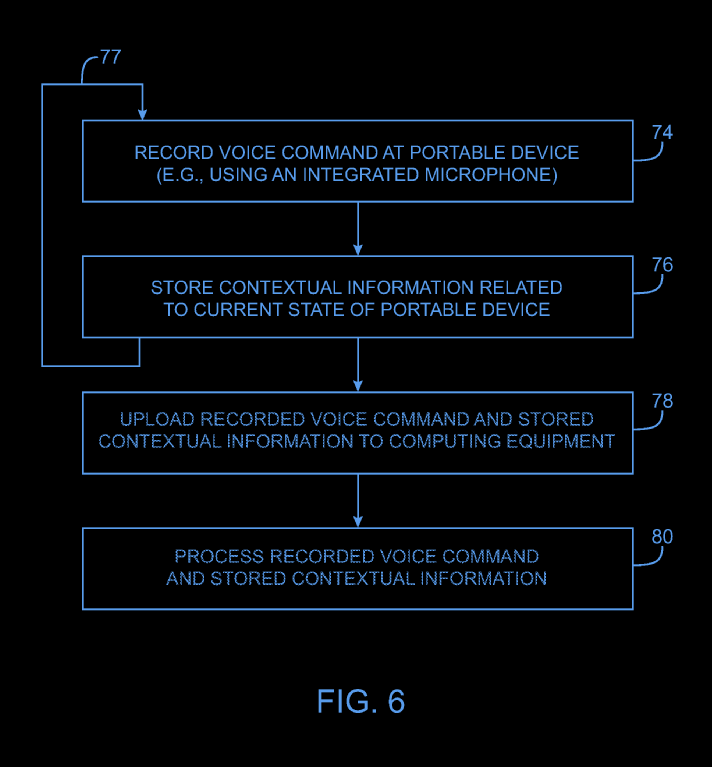 77
RECORD VOICE COMMAND AT PORTABLE DEVICE
(E.G., USING AN INTEGRATED MICROPHONE)
74
STORE CONTEXTUAL INFORMATION RELATED
TO CURRENT STATE OF PORTABLE DEVICE
76
UPLOAD RECORDED VOICE COMMAND AND STORED
CONTEXTUAL INFORMATION TO COMPUTING EQUIPMENT
78
PROCESS RECORDED VOICE COMMAND
AND STORED CONTEXTUAL INFORMATION
80
FIG. 6